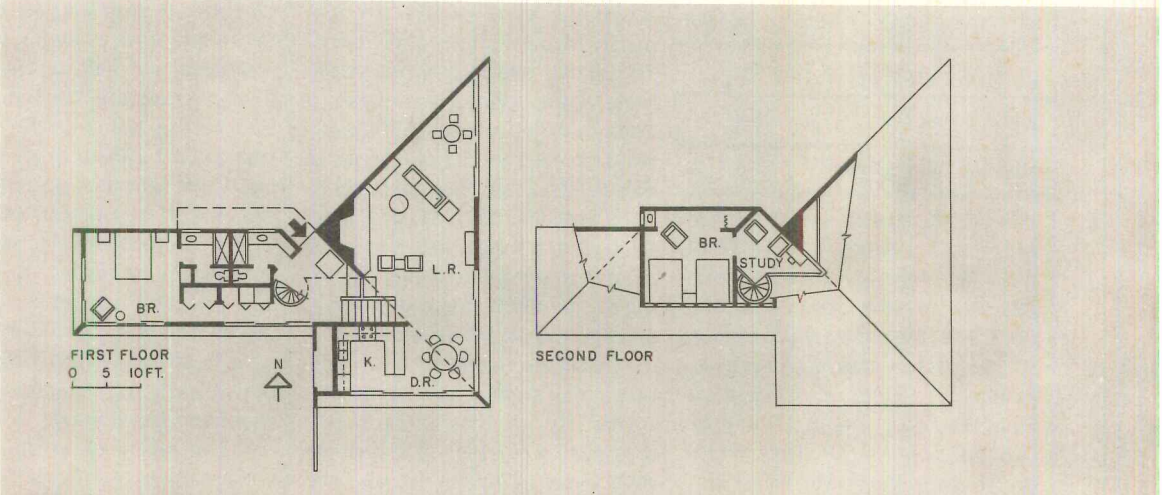 L.R.
BR.
K.
D.R.
FIRST FLOOR
0 5 10FT.
N
BR.
STUDY
SECOND FLOOR